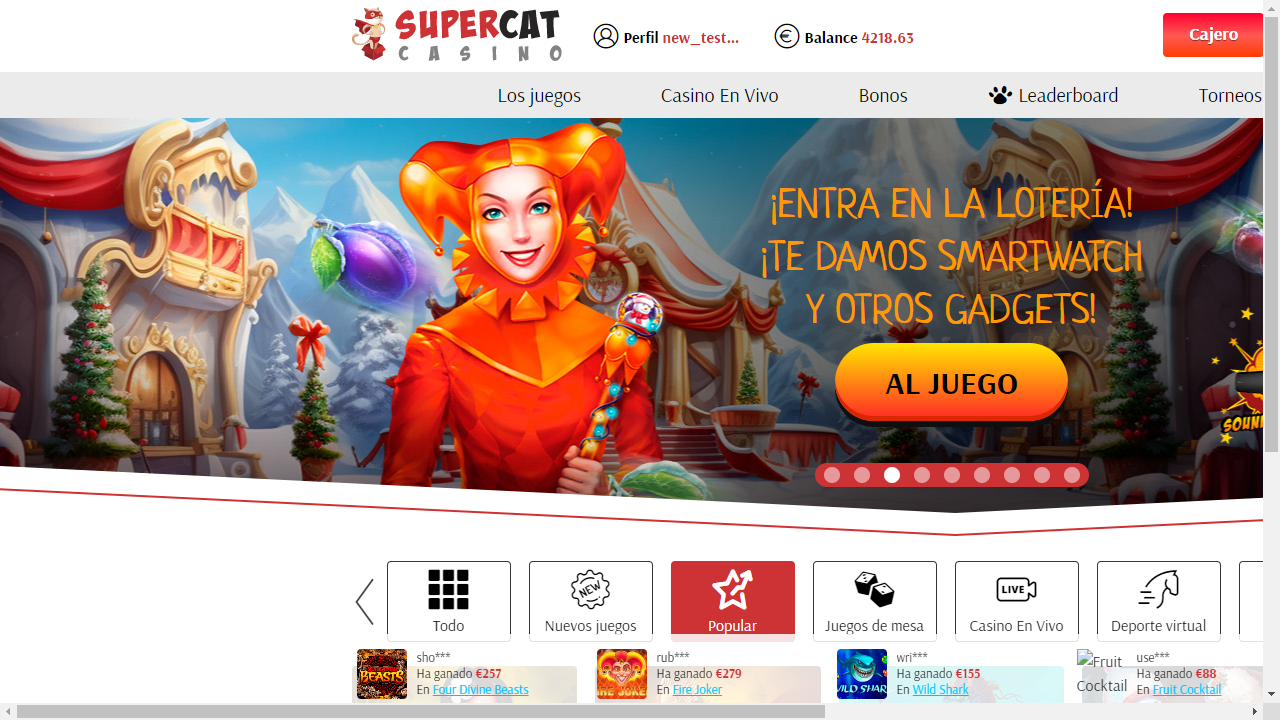 SUPERCAT
CASINO
Perfil new_test...
Balance 4218.63
Cajero
Los juegos
Casino En Vivo
Bonos
Leaderboard
Torneos
¡ENTRA EN LA LOTERÍA!
¡TE DAMOS SMARTWATCH
Y OTROS GADGETS!
AL JUEGO
NEW
LIVE
Todo
Nuevos juegos
Popular
Juegos de mesa
Casino En Vivo
Deporte virtual
BEASTS
sho***
Ha ganado €257
En Four Divine Beasts
rub***
Ha ganado €279
En Fire Joker
WILD SHARK
wri***
Ha ganado €155
En Wild Shark
Fruit
Cocktail
use***
Ha ganado €88
En Fruit Cocktail